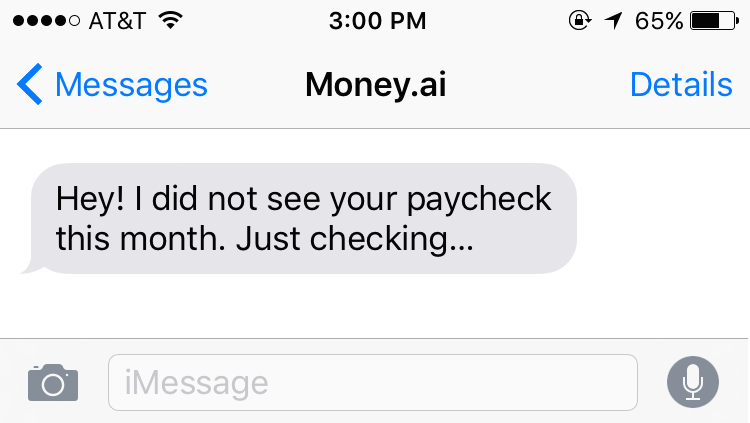 AT&T 3:00 PM 65%
Messages Money.ai Details
Hey! I did not see your paycheck
this month. Just checking...
iMessage